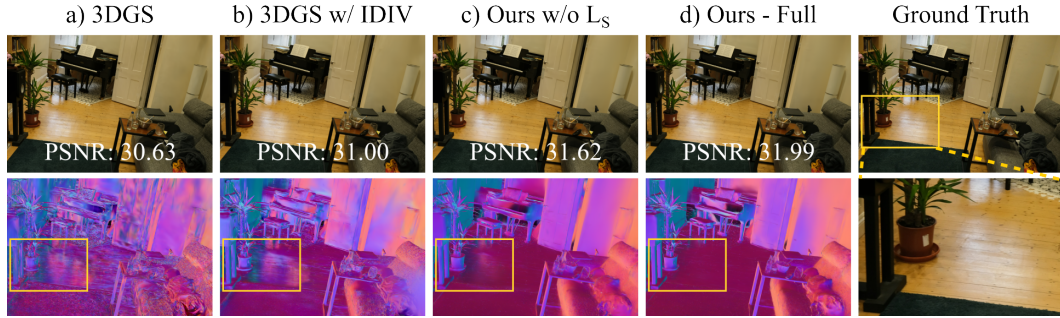 a) 3DGS
b) 3DGS w/ IDIV
c) Ours w/o L_S
d) Ours - Full
Ground Truth
PSNR: 30.63
PSNR: 31.00
PSNR: 31.62
PSNR: 31.99